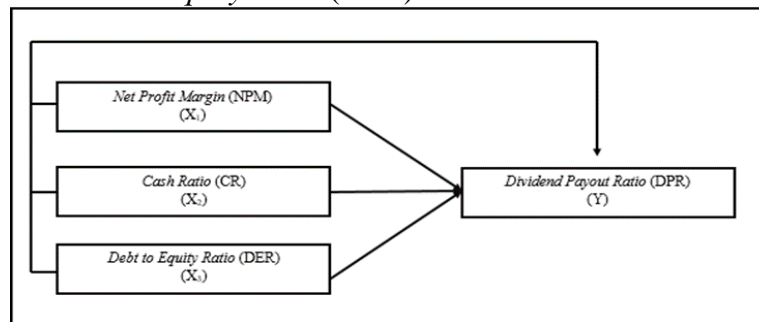 Net Profit Margin (NPM)
(X₁)
Cash Ratio (CR)
(X₂)
Dividend Payout Ratio (DPR)
(Y)
Debt to Equity Ratio (DER)
(X₃)